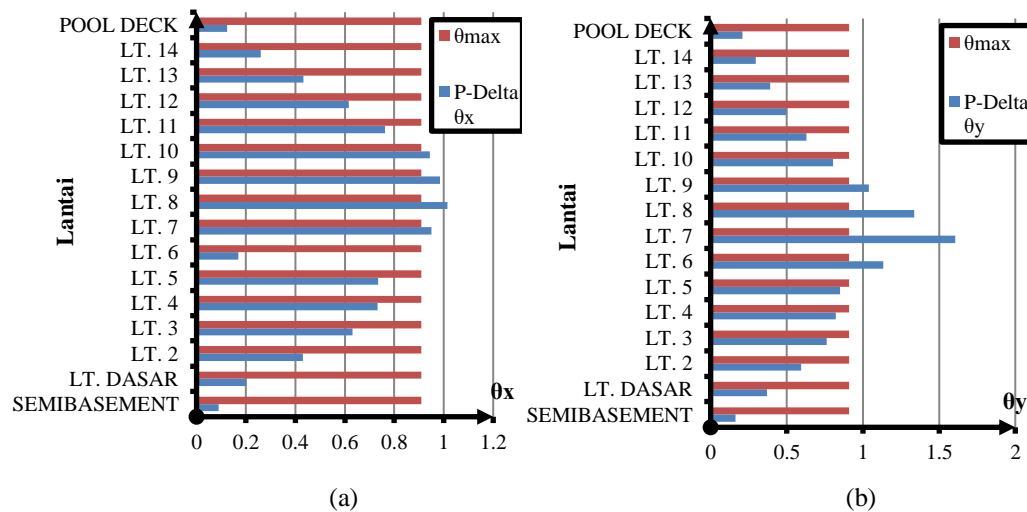 POOL DECK
LT. 14
LT. 13
LT. 12
LT. 11
LT. 10
LT. 9
LT. 8
LT. 7
LT. 6
LT. 5
LT. 4
LT. 3
LT. 2
LT. DASAR
SEMIBASEMENT
Lantai
θmax
P-Delta
θx
θx
0 0.2 0.4 0.6 0.8 1 1.2
(a)
POOL DECK
LT. 14
LT. 13
LT. 12
LT. 11
LT. 10
LT. 9
LT. 8
LT. 7
LT. 6
LT. 5
LT. 4
LT. 3
LT. 2
LT. DASAR
SEMIBASEMENT
Lantai
θmax
P-Delta
θy
θy
0 0.5 1 1.5 2
(b)